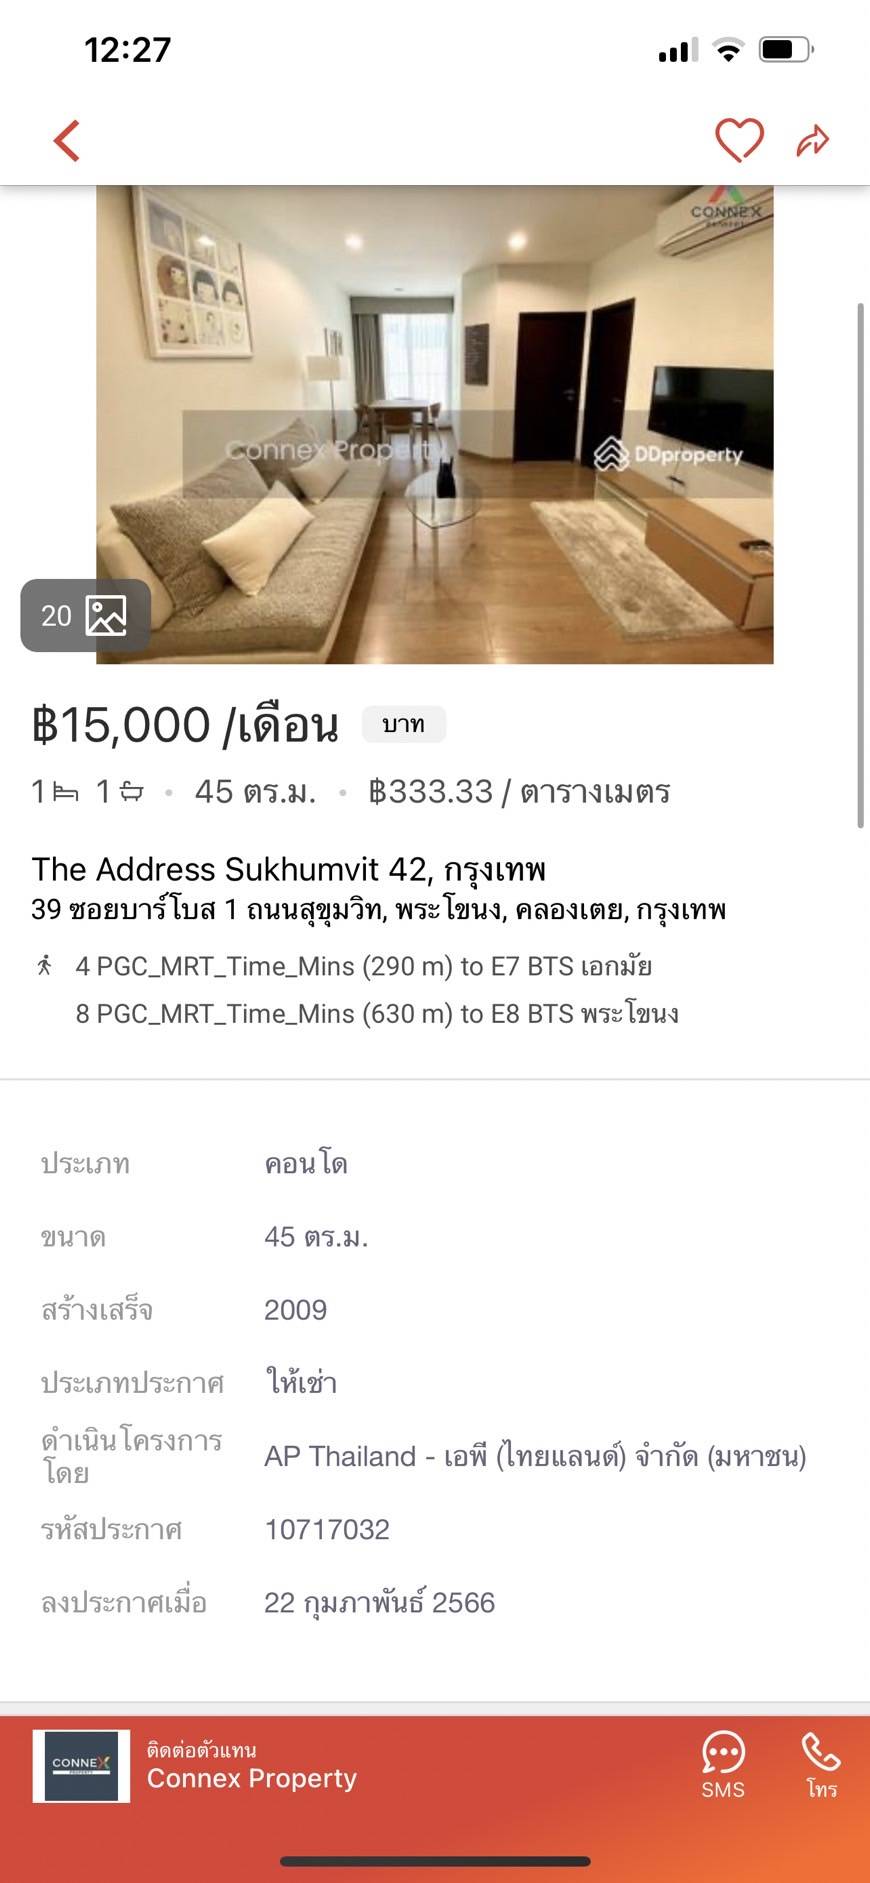 12:27
CONNEX
Connex Property
DDproperty
20
฿15,000 /เดือน บาท
1 1 • 45 ตร.ม. • ฿333.33 / ตารางเมตร
The Address Sukhumvit 42, กรุงเทพ
39 ซอยบาร์โบส 1 ถนนสุขุมวิท, พระโขนง, คลองเตย, กรุงเทพ
4 PGC_MRT_Time_Mins (290 m) to E7 BTS เอกมัย
8 PGC_MRT_Time_Mins (630 m) to E8 BTS พระโขนง
ประเภท คอนโด
ขนาด 45 ตร.ม.
สร้างเสร็จ 2009
ประเภทประกาศ ให้เช่า
ดำเนินโครงการ
โดย
AP Thailand - เอพี (ไทยแลนด์) จำกัด (มหาชน)
รหัสประกาศ 10717032
ลงประกาศเมื่อ 22 กุมภาพันธ์ 2566
CONNEX
PROPERTY
ติดต่อตัวแทน
Connex Property
SMS
โทร